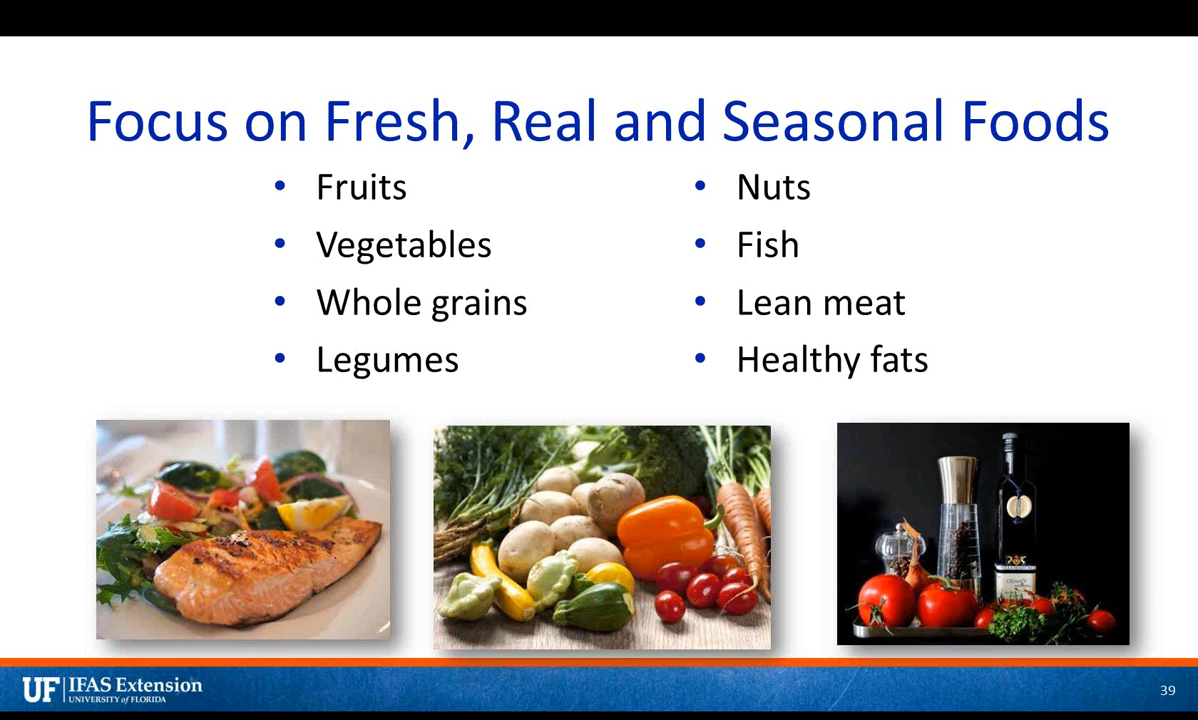 Focus on Fresh, Real and Seasonal Foods
• Fruits
• Vegetables
• Whole grains
• Legumes
• Nuts
• Fish
• Lean meat
• Healthy fats
UF IFAS Extension
UNIVERSITY of FLORIDA
39